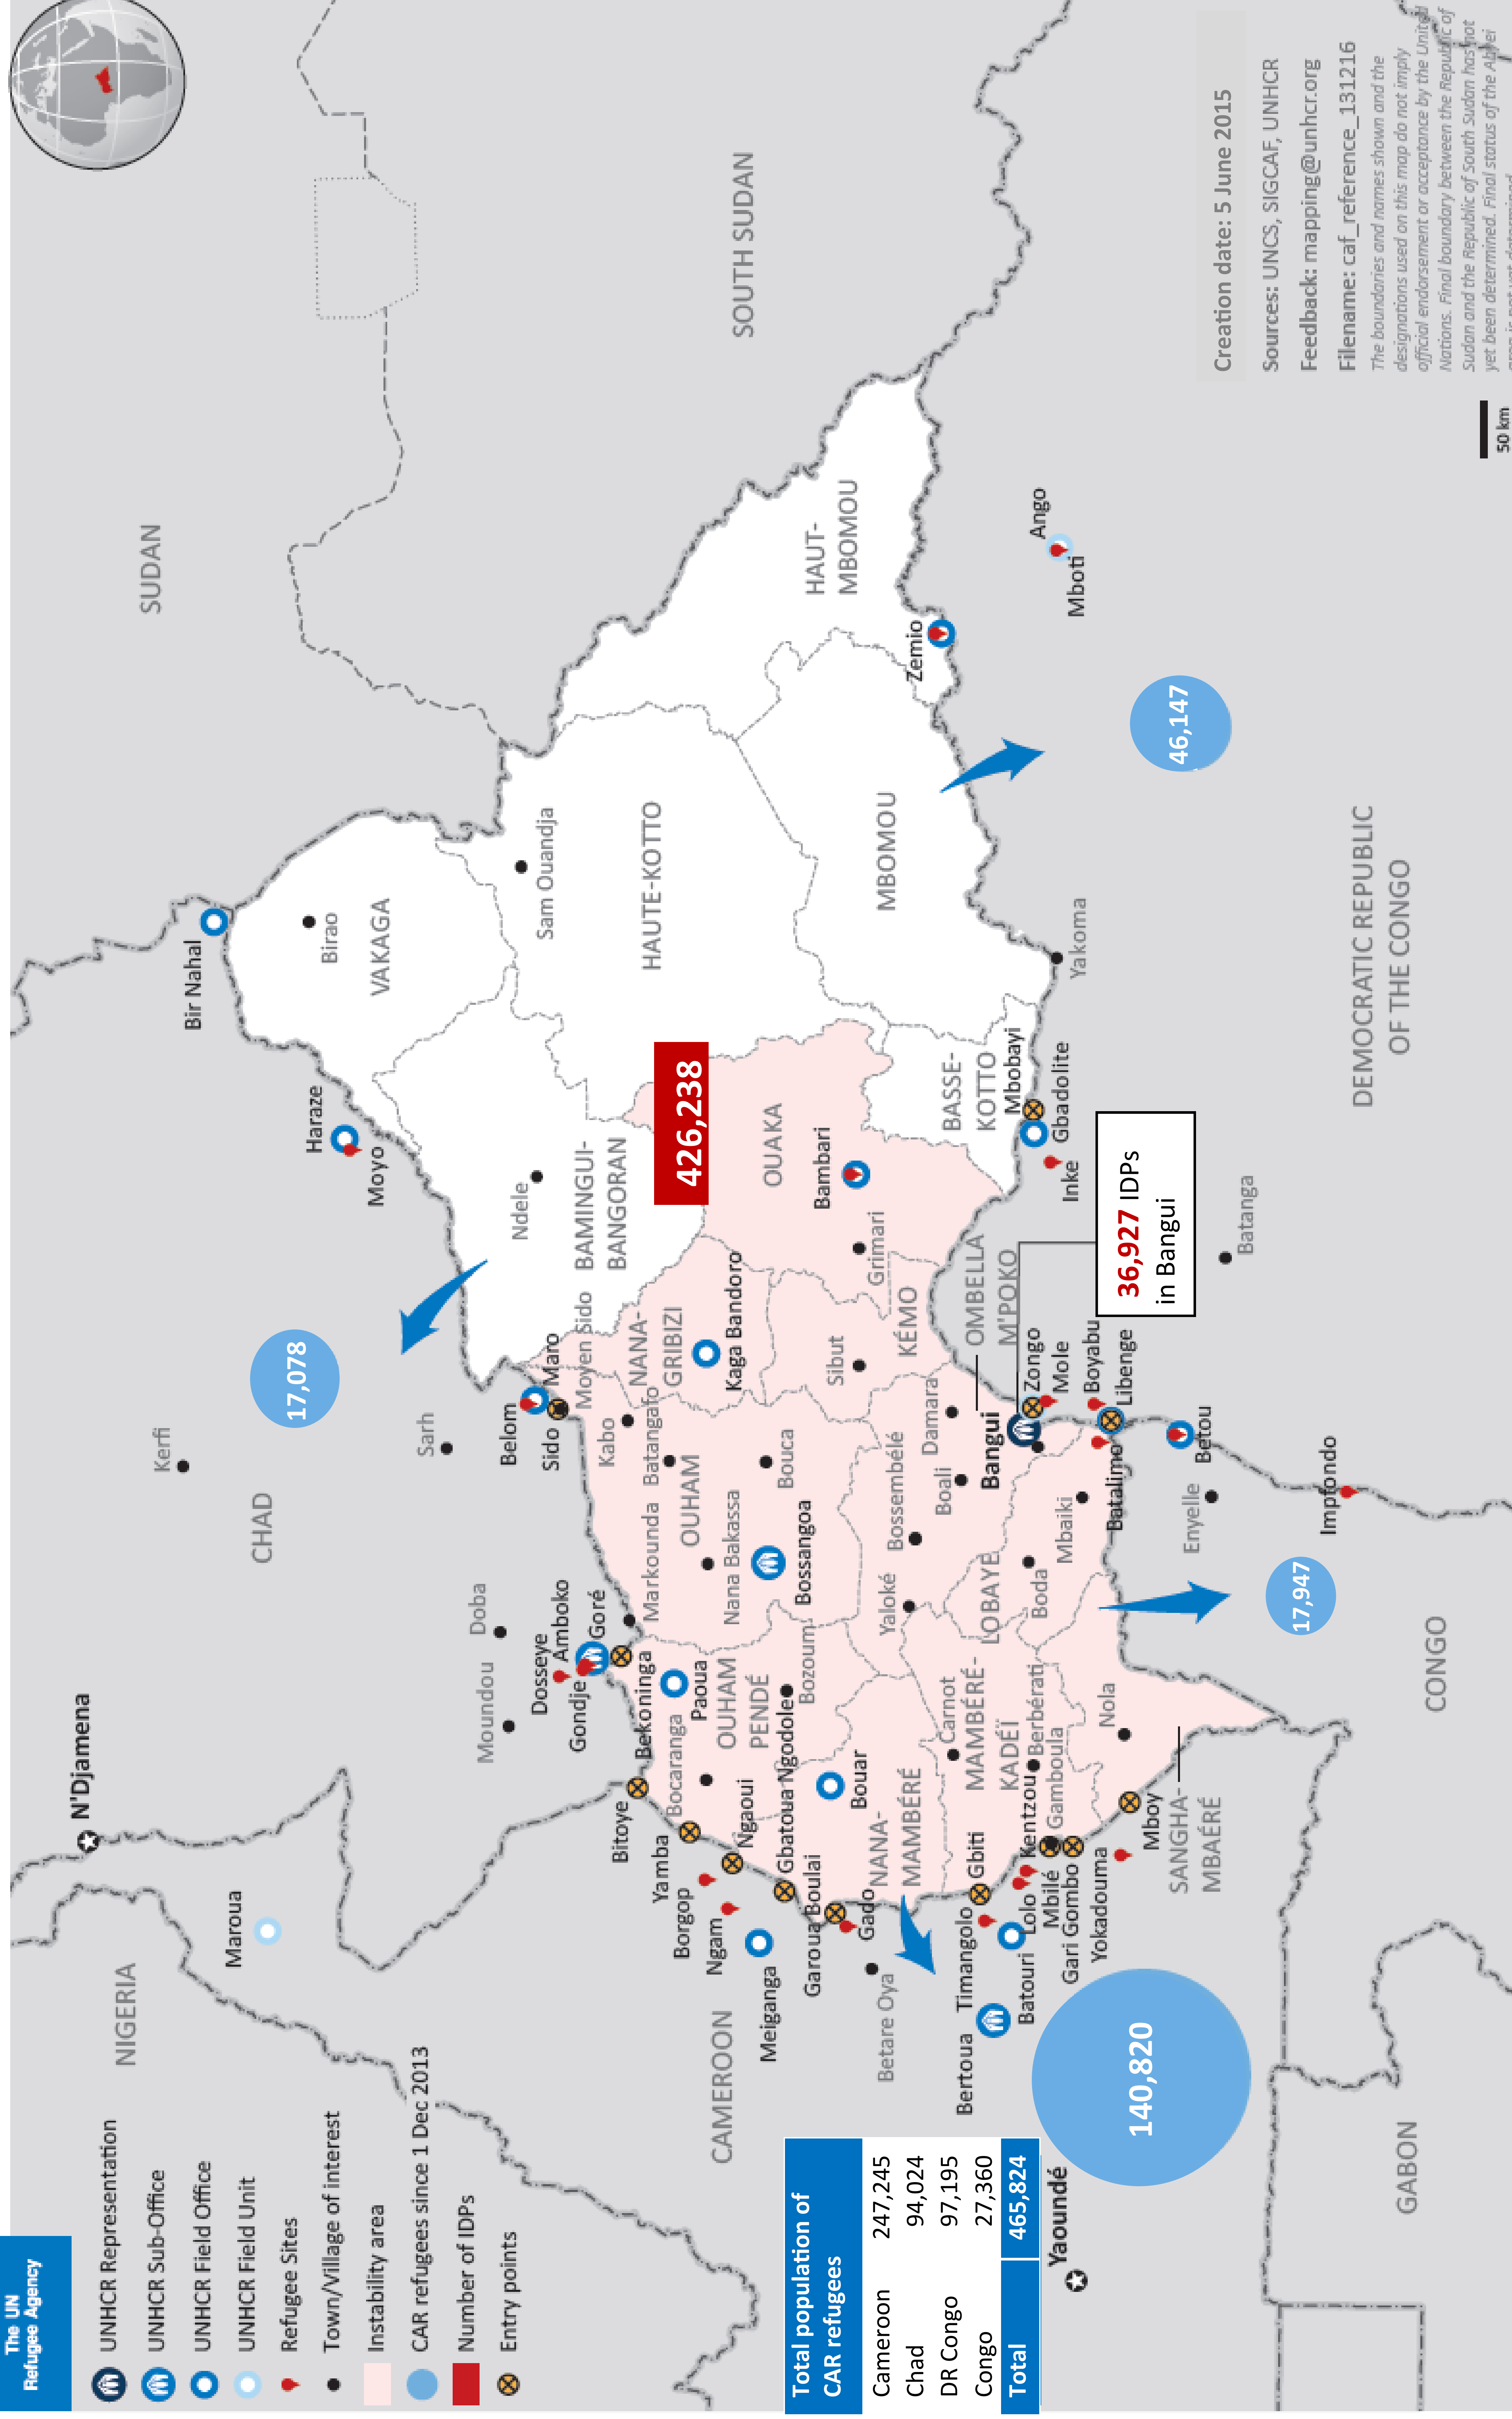 The UN
Refugee Agency
UNHCR Representation
UNHCR Sub-Office
UNHCR Field Office
UNHCR Field Unit
Refugee Sites
Town/Village of interest
Instability area
CAR refugees since 1 Dec 2013
Number of IDPs
Entry points
Total population of
CAR refugees
Cameroon 247,245
Chad 94,024
DR Congo 97,195
Congo 27,360
Total 465,824
NIGERIA
Maroua
N'Djamena
CHAD
Kerfi
SUDAN
SOUTH SUDAN
Bir Nahal
Birao
VAKAGA
Haraze
Moyo
17,078
Sarh
Doba
Moundou
Dosseye
Amboko
Gondje
Goré
Bekoninga
Belom
Sido
Maro
Moyen Sido
Ndele
BAMINGUI-
BANGORAN
Sam Ouandja
HAUTE-KOTTO
426,238
Bitoye
Yamba
Bocaranga
Paoua
Markounda
Kabo
Batangafo
NANA-
GRIBIZI
Kaga Bandoro
OUHAM
Nana Bakassa
Bouca
Bossangoa
OUHAM
PENDÉ
Bozoum
Ngaoui
Borgop
Ngam
Meiganga
CAMEROON
Gbatoua Ngodole
Garoua Boulai
Gado
Betare Oya
Bouar
NANA-
MAMBÉRÉ
Sibut
KÉMO
Grimari
OUAKA
Bambari
HAUT-
MBOMOU
MBOMOU
Zemio
Ango
Mboti
46,147
BASSE-
KOTTO
Mbobayi
Gbadolite
Inke
Yakoma
Yaloké
Bossembélé
Boali
Damara
OMBELLA
M'POKO
Bangui
Zongo
Mole
Boyabu
Libenge
36,927 IDPs
in Bangui
Batanga
DEMOCRATIC REPUBLIC
OF THE CONGO
Carnot
MAMBÉRÉ-
KADÉÏ
Berbérati
Gamboula
Nola
LOBAYE
Boda
Mbaiki
Batalimo
Betou
Enyelle
Impfondo
17,947
CONGO
Gbiti
Kentzou
Timangolo
Lolo
Mbilé
Batouri
Bertoua
Gari Gombo
Yokadouma
Mboy
SANGHA-
MBAÉRÉ
140,820
Yaoundé
GABON
Creation date: 5 June 2015
Sources: UNCS, SIGCAF, UNHCR
Feedback: mapping@unhcr.org
Filename: caf_reference_131216
The boundaries and names shown and the
designations used on this map do not imply
official endorsement or acceptance by the United
Nations. Final boundary between the Republic of
Sudan and the Republic of South Sudan has not
yet been determined. Final status of the Abyei
area is not yet determined.
50 km